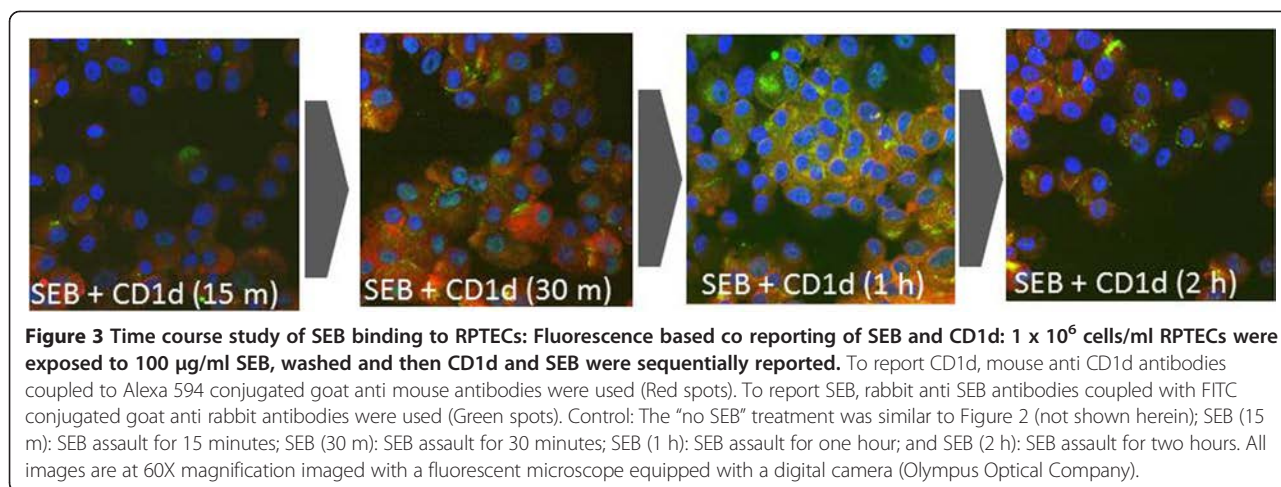 SEB + CD1d (15 m)
SEB + CD1d (30 m)
SEB + CD1d (1 h)
SEB + CD1d (2 h)
Figure 3 Time course study of SEB binding to RPTECs: Fluorescence based co reporting of SEB and CD1d: 1 x 10⁶ cells/ml RPTECs were
exposed to 100 μg/ml SEB, washed and then CD1d and SEB were sequentially reported. To report CD1d, mouse anti CD1d antibodies
coupled to Alexa 594 conjugated goat anti mouse antibodies were used (Red spots). To report SEB, rabbit anti SEB antibodies coupled with FITC
conjugated goat anti rabbit antibodies were used (Green spots). Control: The “no SEB” treatment was similar to Figure 2 (not shown herein); SEB (15
m): SEB assault for 15 minutes; SEB (30 m): SEB assault for 30 minutes; SEB (1 h): SEB assault for one hour; and SEB (2 h): SEB assault for two hours. All
images are at 60X magnification imaged with a fluorescent microscope equipped with a digital camera (Olympus Optical Company).